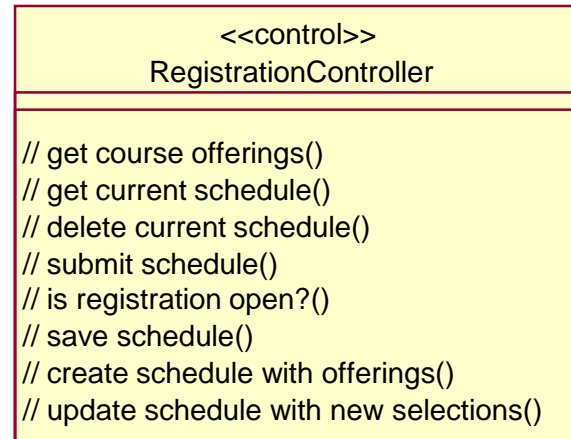 <<control>>
RegistrationController
// get course offerings()
// get current schedule()
// delete current schedule()
// submit schedule()
// is registration open?()
// save schedule()
// create schedule with offerings()
// update schedule with new selections()